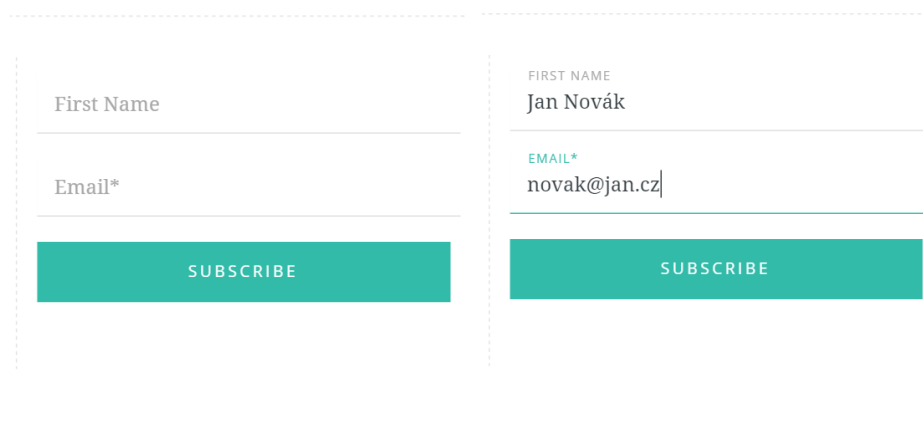 First Name
Email*
SUBSCRIBE
FIRST NAME
Jan Novák
EMAIL*
novak@jan.cz
SUBSCRIBE